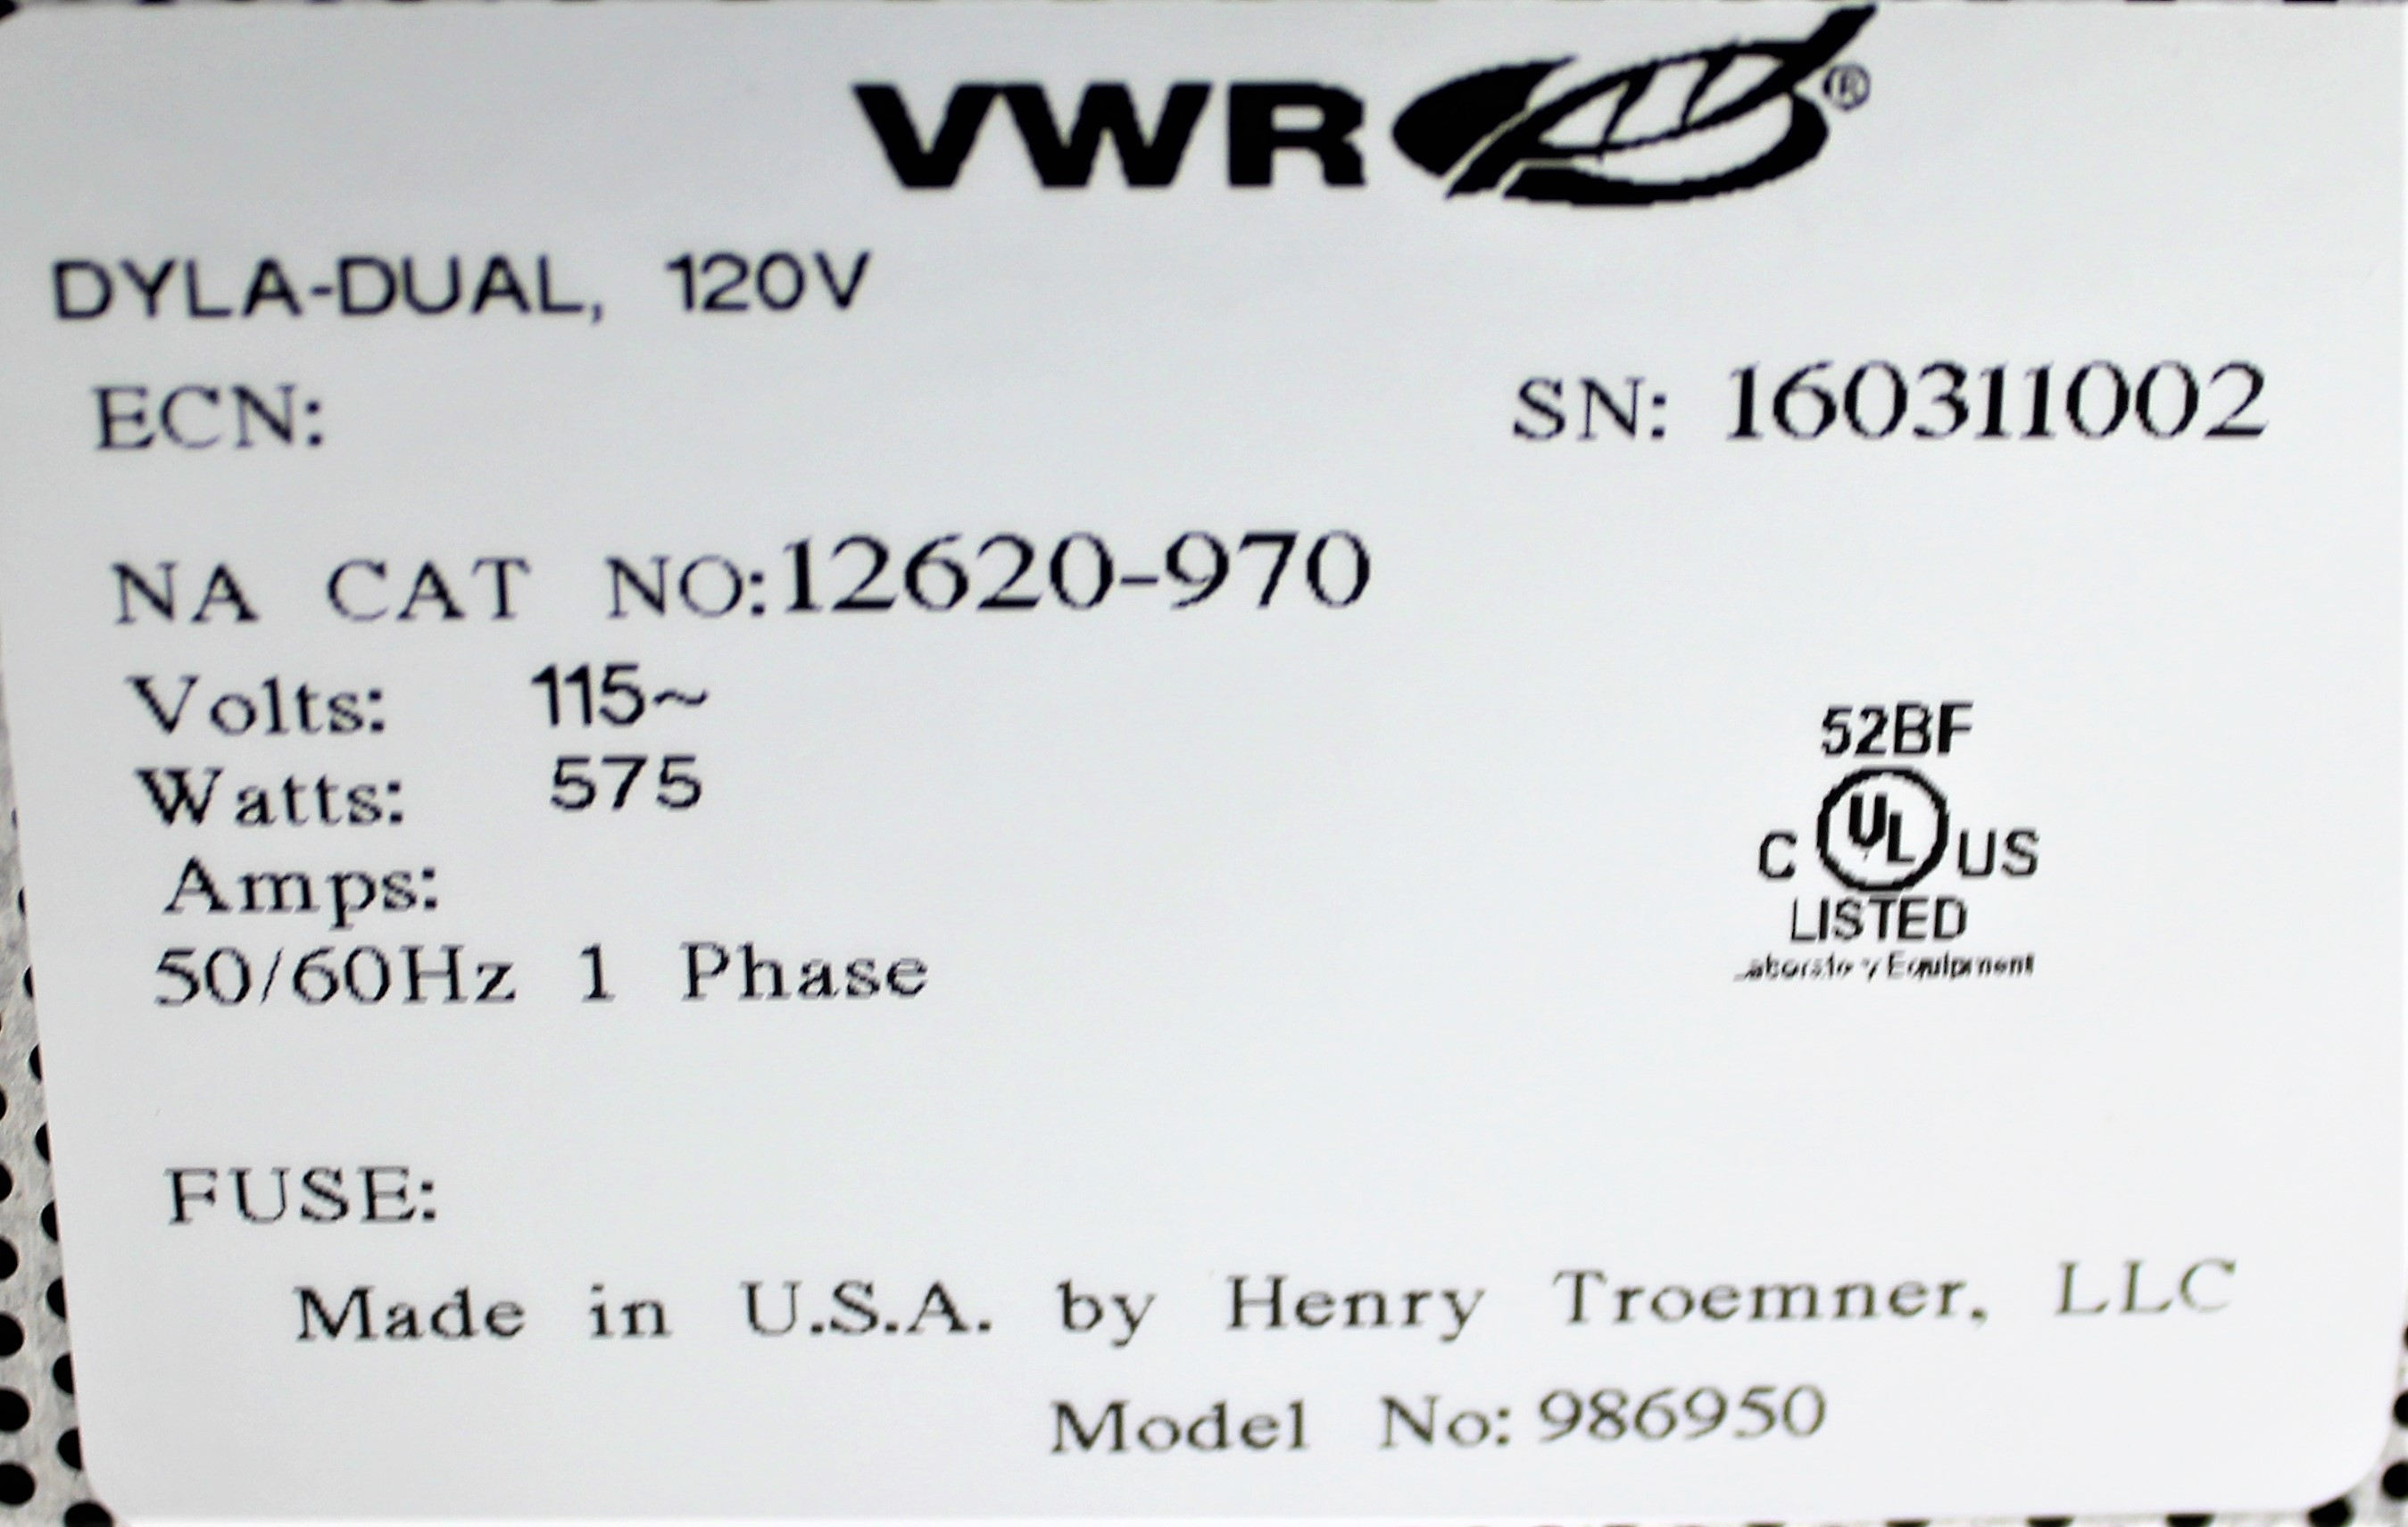 VWR®
DYLA-DUAL, 120V
ECN:
SN: 160311002
NA CAT NO:12620-970
Volts: 115~
Watts: 575
Amps:
50/60Hz 1 Phase
52BF
C UL US
LISTED
Equipment
FUSE:
Made in U.S.A. by Henry Troemner, LLC
Model No: 986950